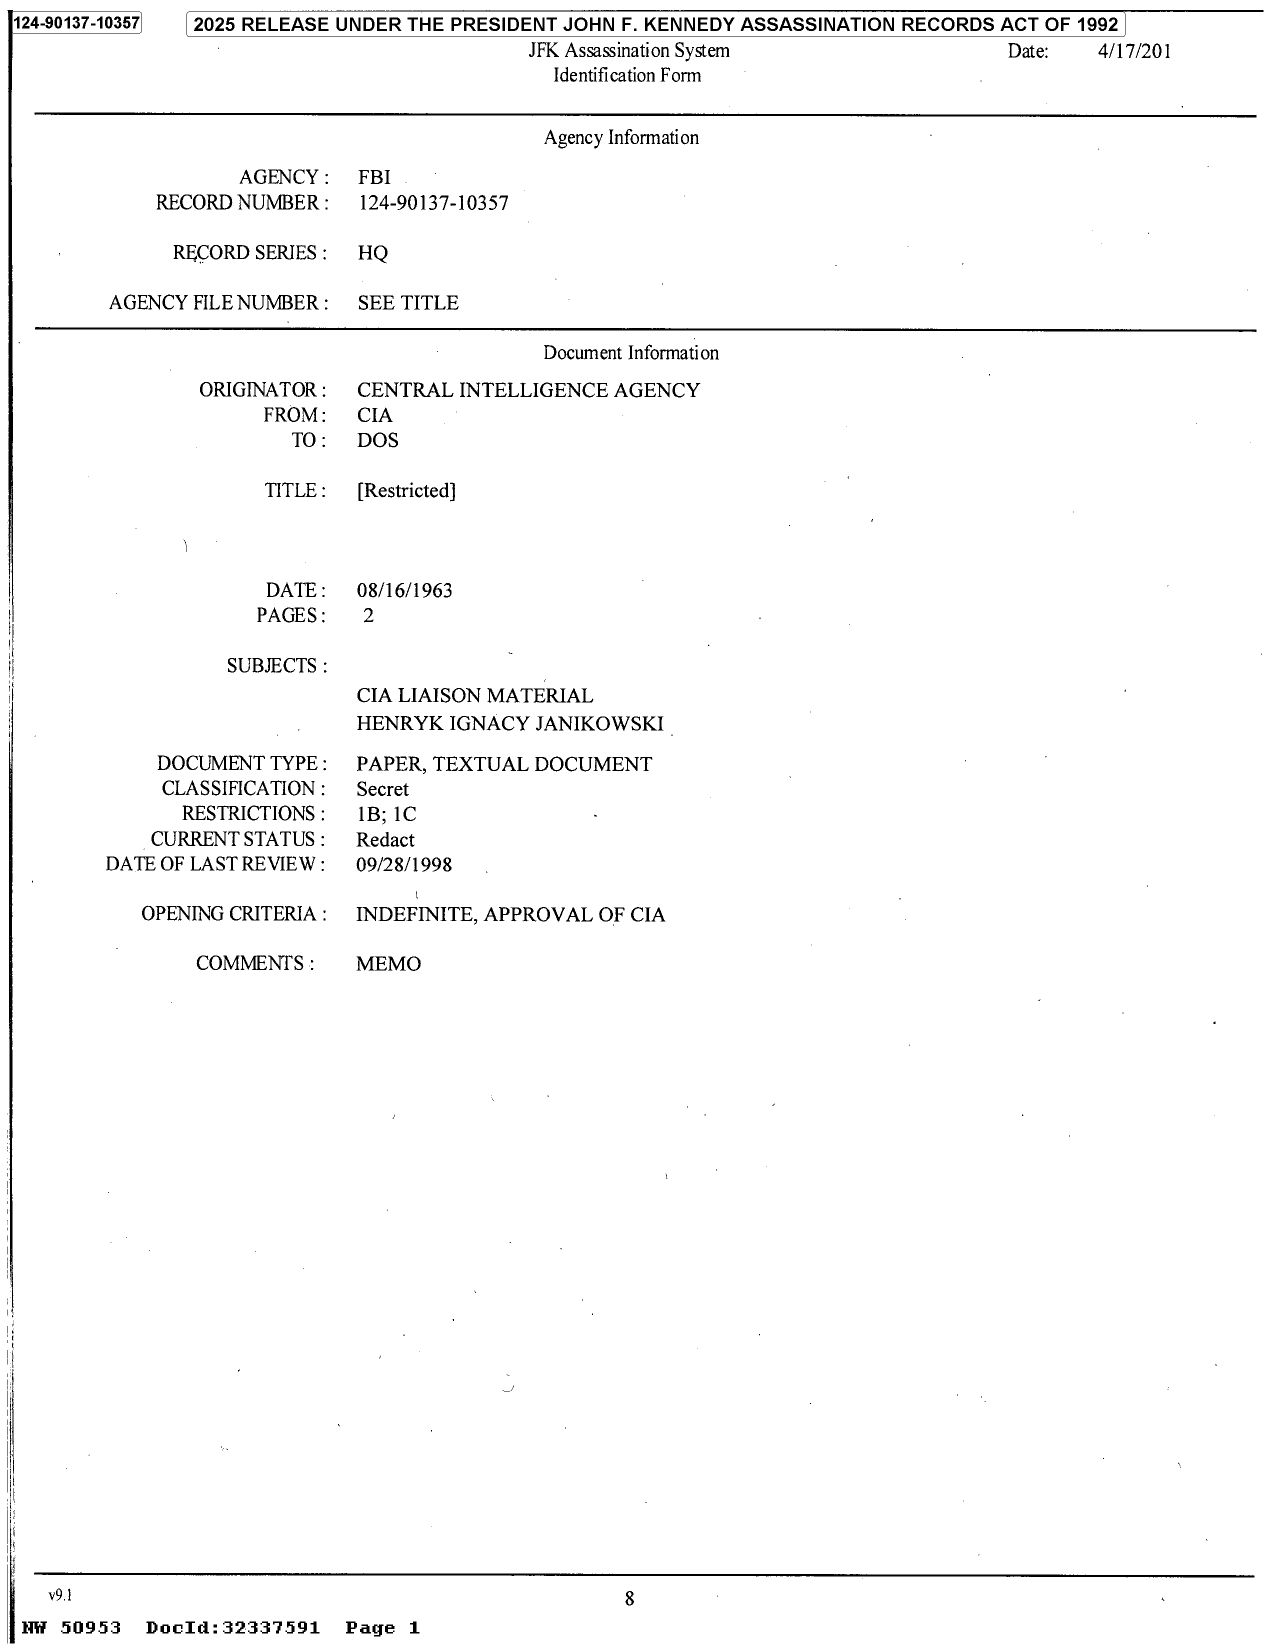 124-90137-10357 2025 RELEASE UNDER THE PRESIDENT JOHN F. KENNEDY ASSASSINATION RECORDS ACT OF 1992
JFK Assassination System Date: 4/17/201
Identification Form
Agency Information
AGENCY : FBI
RECORD NUMBER : 124-90137-10357
RECORD SERIES : HQ
AGENCY FILE NUMBER : SEE TITLE
Document Information
ORIGINATOR : CENTRAL INTELLIGENCE AGENCY
FROM : CIA
TO : DOS
TITLE : [Restricted]
DATE : 08/16/1963
PAGES : 2
SUBJECTS :
CIA LIAISON MATERIAL
HENRYK IGNACY JANIKOWSKI
DOCUMENT TYPE : PAPER, TEXTUAL DOCUMENT
CLASSIFICATION : Secret
RESTRICTIONS : 1B; 1C
CURRENT STATUS : Redact
DATE OF LAST REVIEW : 09/28/1998
OPENING CRITERIA : INDEFINITE, APPROVAL OF CIA
COMMENTS : MEMO
v9.1 8
NW 50953 DocId:32337591 Page 1